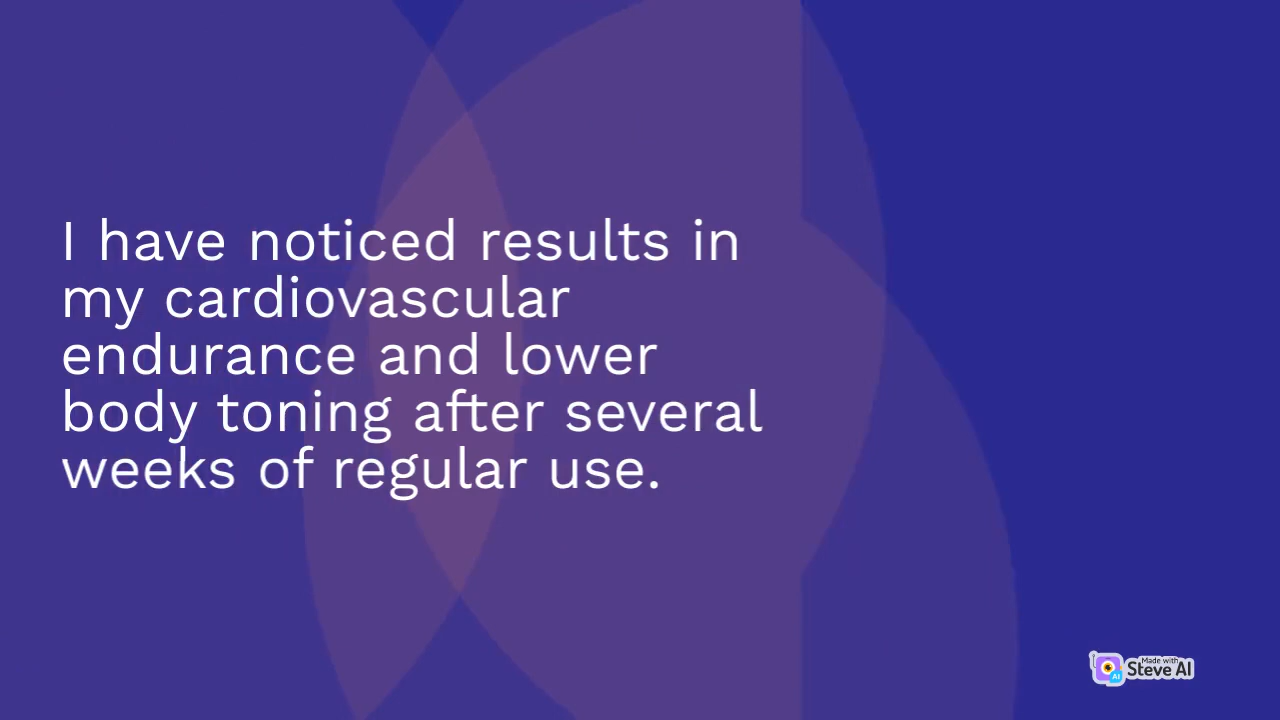 I have noticed results in
my cardiovascular
endurance and lower
body toning after several
weeks of regular use.
Made with
Steve AI
AI